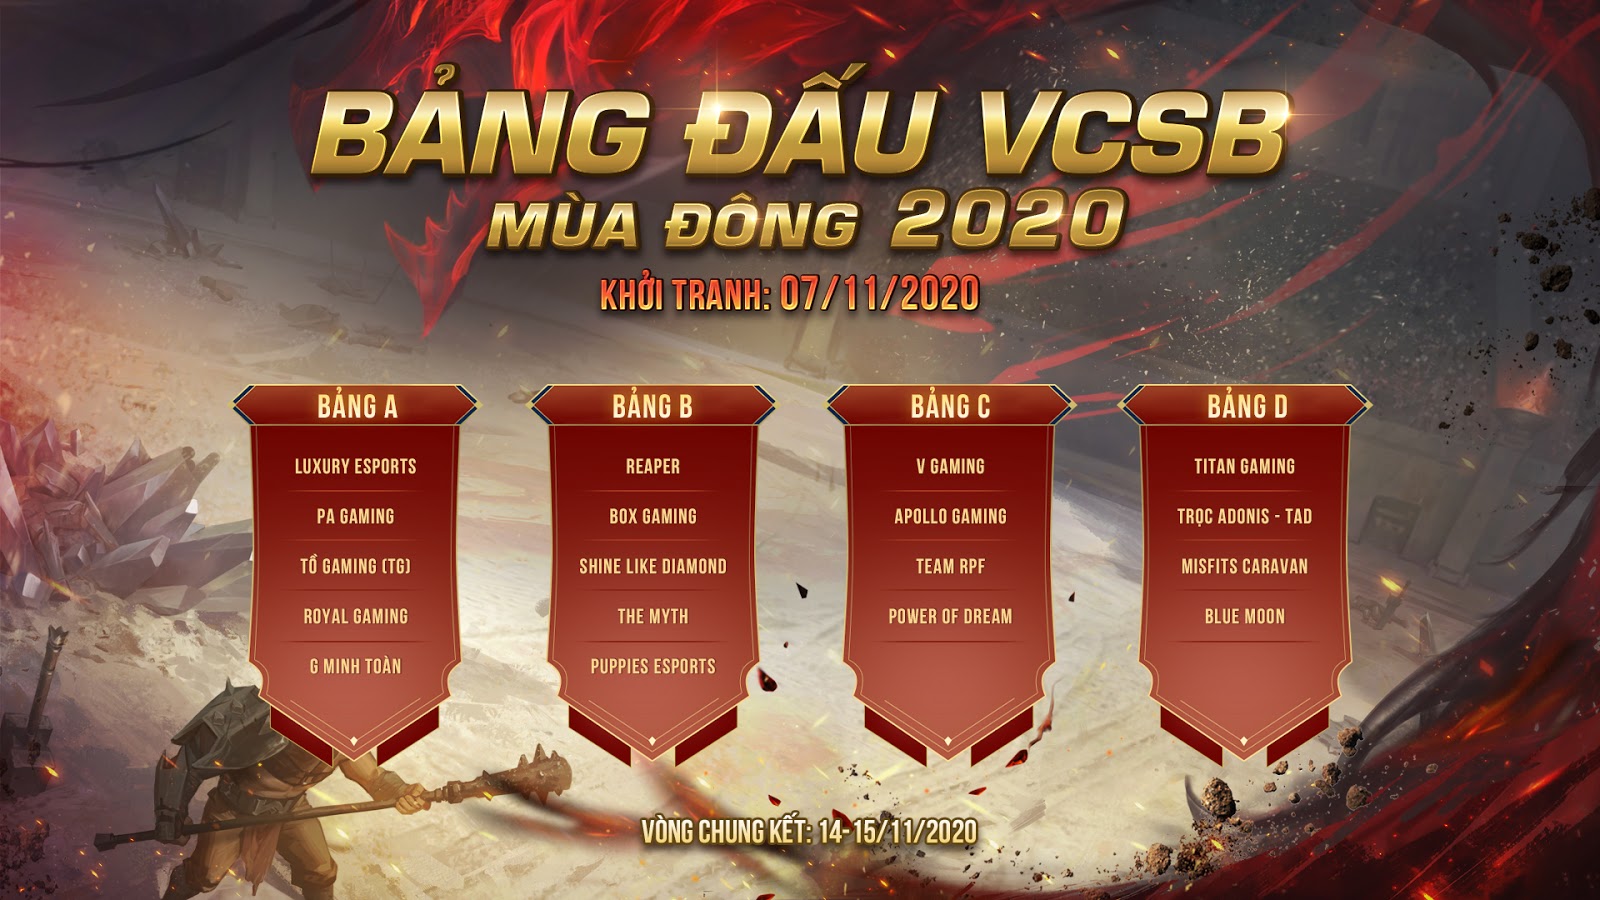 BẢNG ĐẤU VCSB
MÙA ĐÔNG 2020
KHỞI TRANH: 07/11/2020
BẢNG A
LUXURY ESPORTS
PA GAMING
TỒ GAMING (TG)
ROYAL GAMING
G MINH TOÀN
BẢNG B
REAPER
BOX GAMING
SHINE LIKE DIAMOND
THE MYTH
PUPPIES ESPORTS
BẢNG C
V GAMING
APOLLO GAMING
TEAM RPF
POWER OF DREAM
BẢNG D
TITAN GAMING
TRỌC ADONIS - TAD
MISFITS CARAVAN
BLUE MOON
VÒNG CHUNG KẾT: 14-15/11/2020